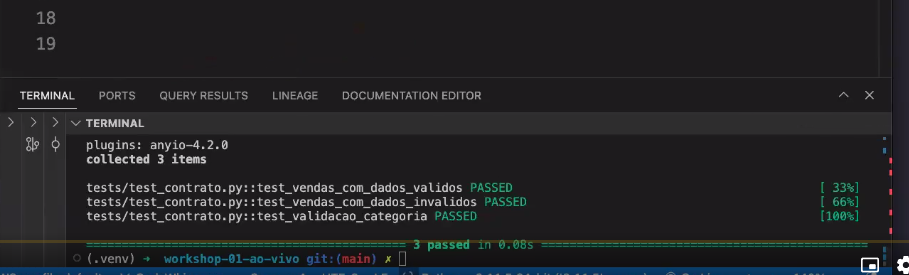 18
19
TERMINAL PORTS QUERY RESULTS LINEAGE DOCUMENTATION EDITOR
TERMINAL
plugins: anyio-4.2.0
collected 3 items
tests/test_contrato.py::test_vendas_com_dados_validos PASSED [ 33%]
tests/test_contrato.py::test_vendas_com_dados_invalidos PASSED [ 66%]
tests/test_contrato.py::test_validacao_categoria PASSED [100%]
3 passed in 0.08s
(.venv) → workshop-01-ao-vivo git:(main) ✗